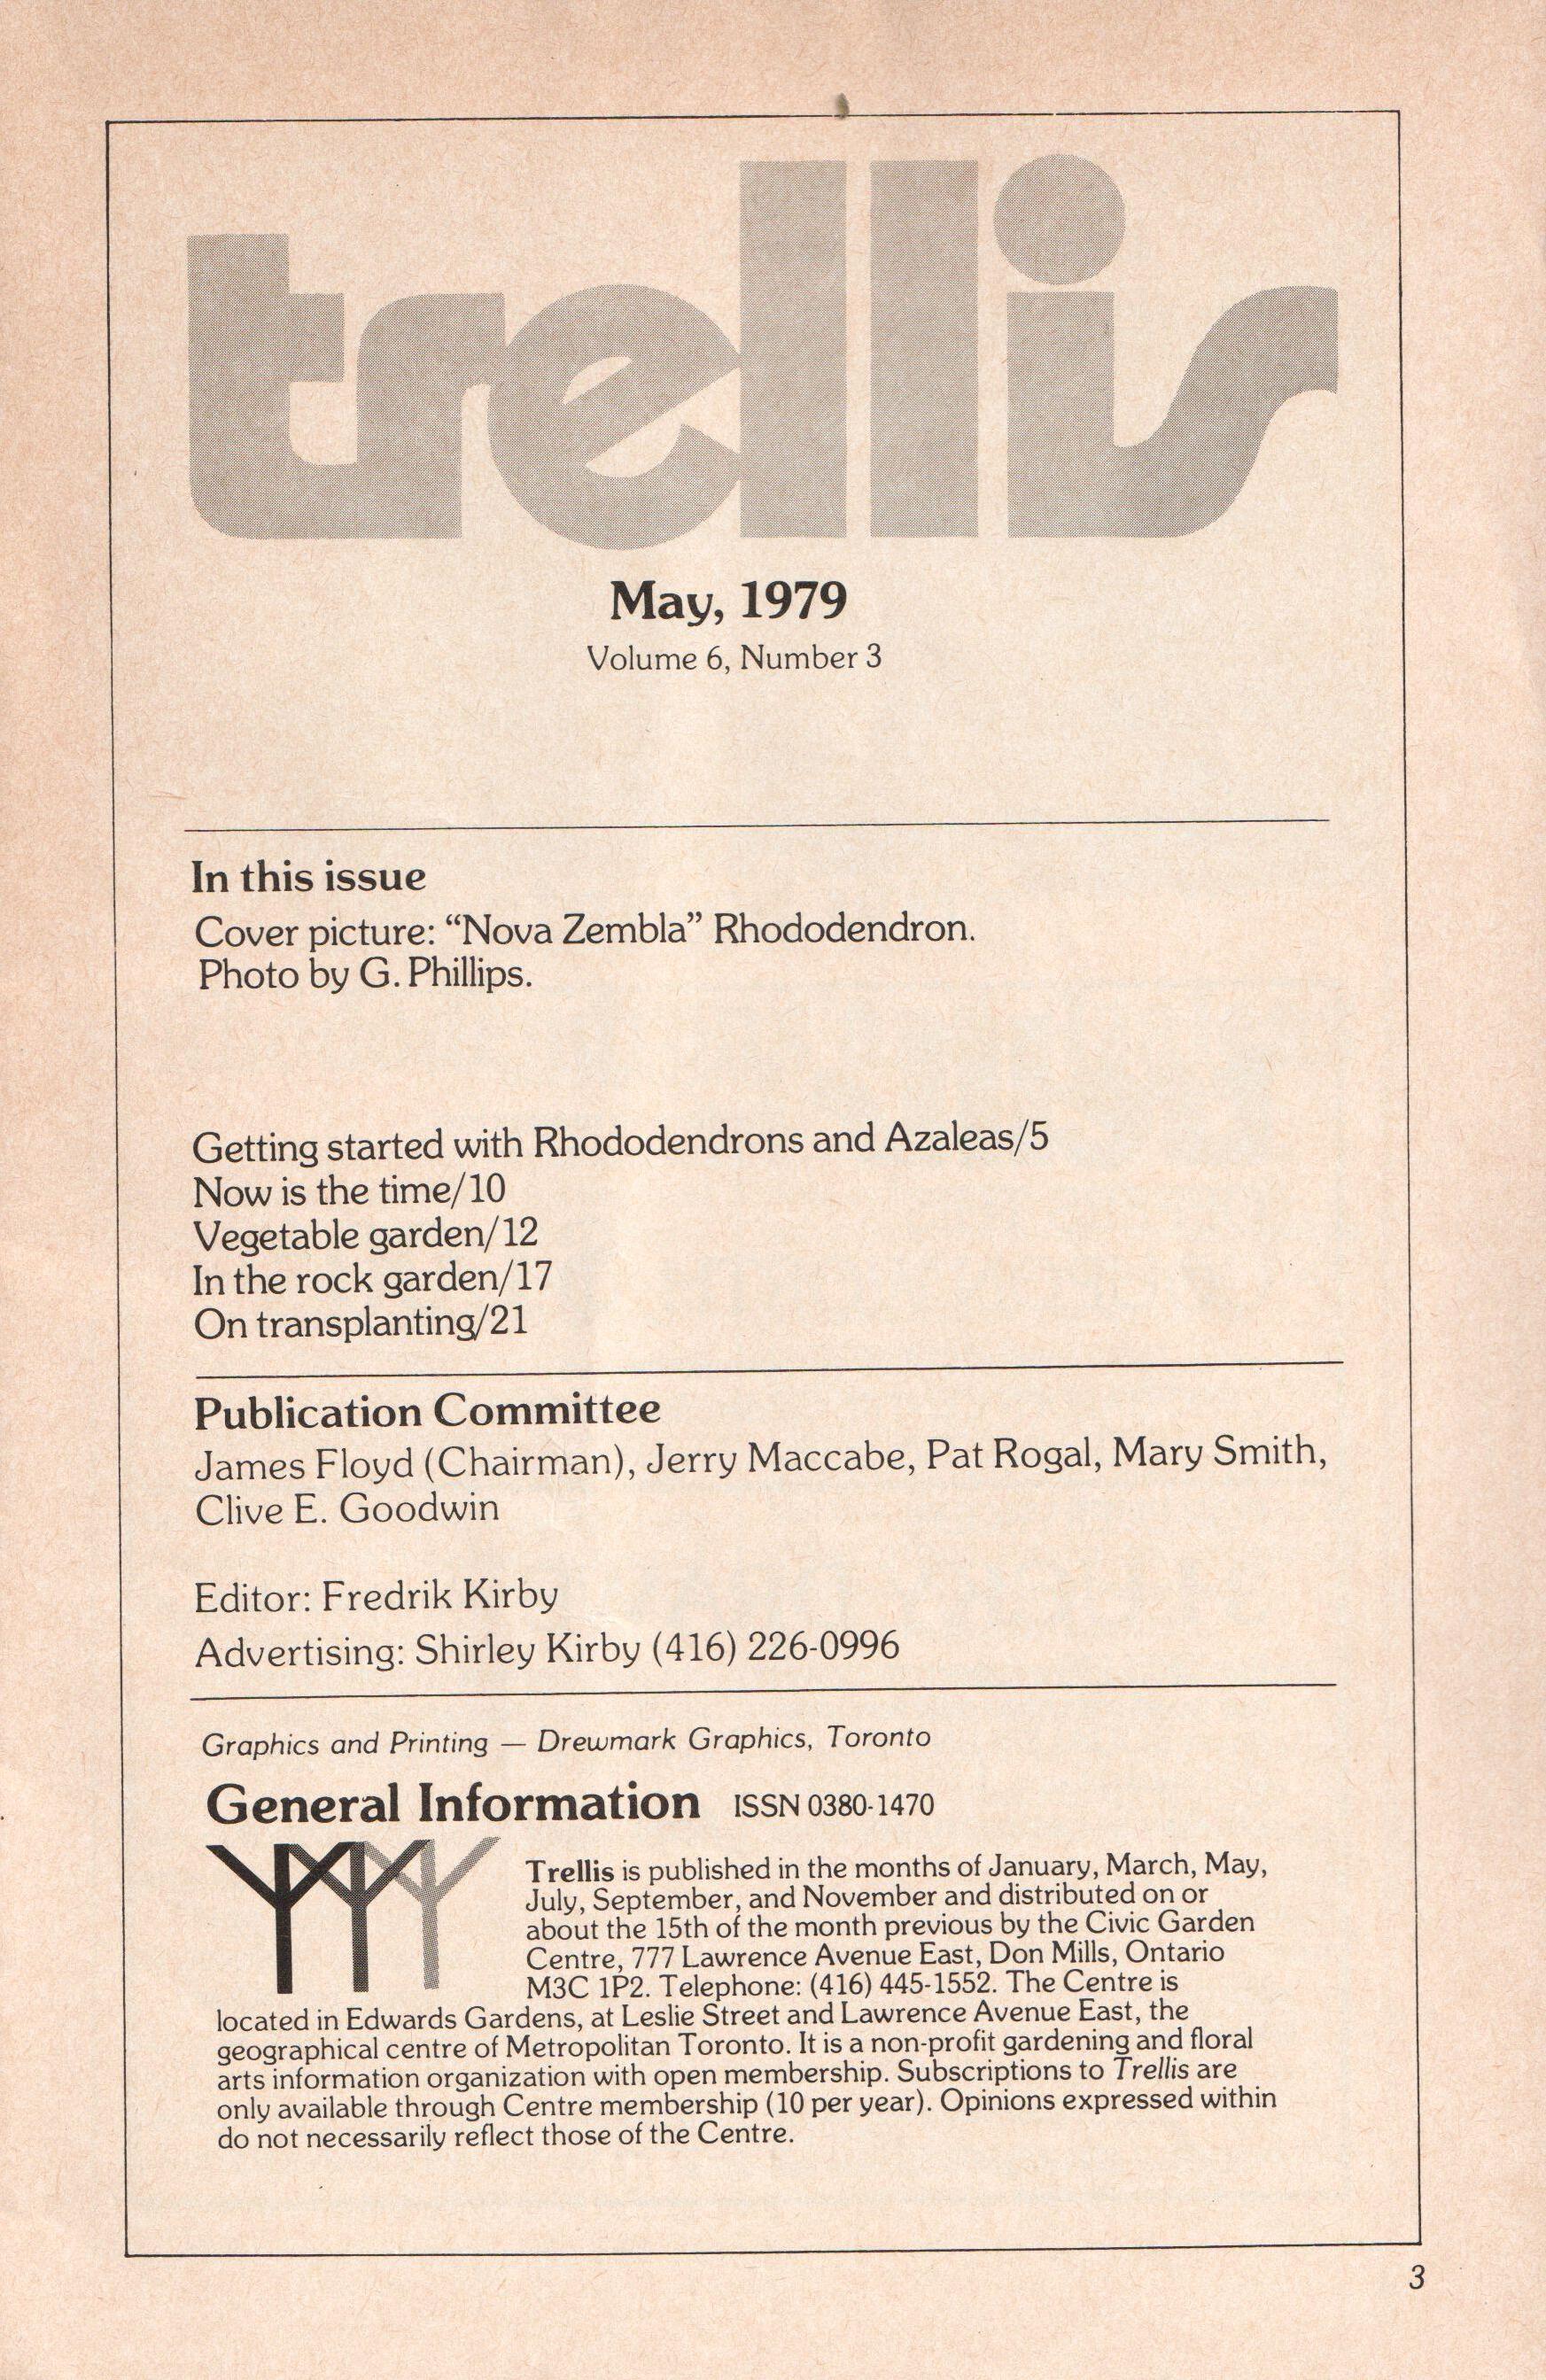 trellis
May, 1979
Volume 6, Number 3
In this issue
Cover picture: “Nova Zembla” Rhododendron.
Photo by G. Phillips.
Getting started with Rhododendrons and Azaleas/5
Now is the time/10
Vegetable garden/12
In the rock garden/17
On transplanting/21
Publication Committee
James Floyd (Chairman), Jerry Maccabe, Pat Rogal, Mary Smith,
Clive E. Goodwin
Editor: Fredrik Kirby
Advertising: Shirley Kirby (416) 226-0996
Graphics and Printing — Drewmark Graphics, Toronto
General Information ISSN 0380-1470
Trellis is published in the months of January, March, May,
July, September, and November and distributed on or
about the 15th of the month previous by the Civic Garden
Centre, 777 Lawrence Avenue East, Don Mills, Ontario
M3C 1P2. Telephone: (416) 445-1552. The Centre is
located in Edwards Gardens, at Leslie Street and Lawrence Avenue East, the
geographical centre of Metropolitan Toronto. It is a non-profit gardening and floral
arts information organization with open membership. Subscriptions to Trellis are
only available through Centre membership (10 per year). Opinions expressed within
do not necessarily reflect those of the Centre.
3